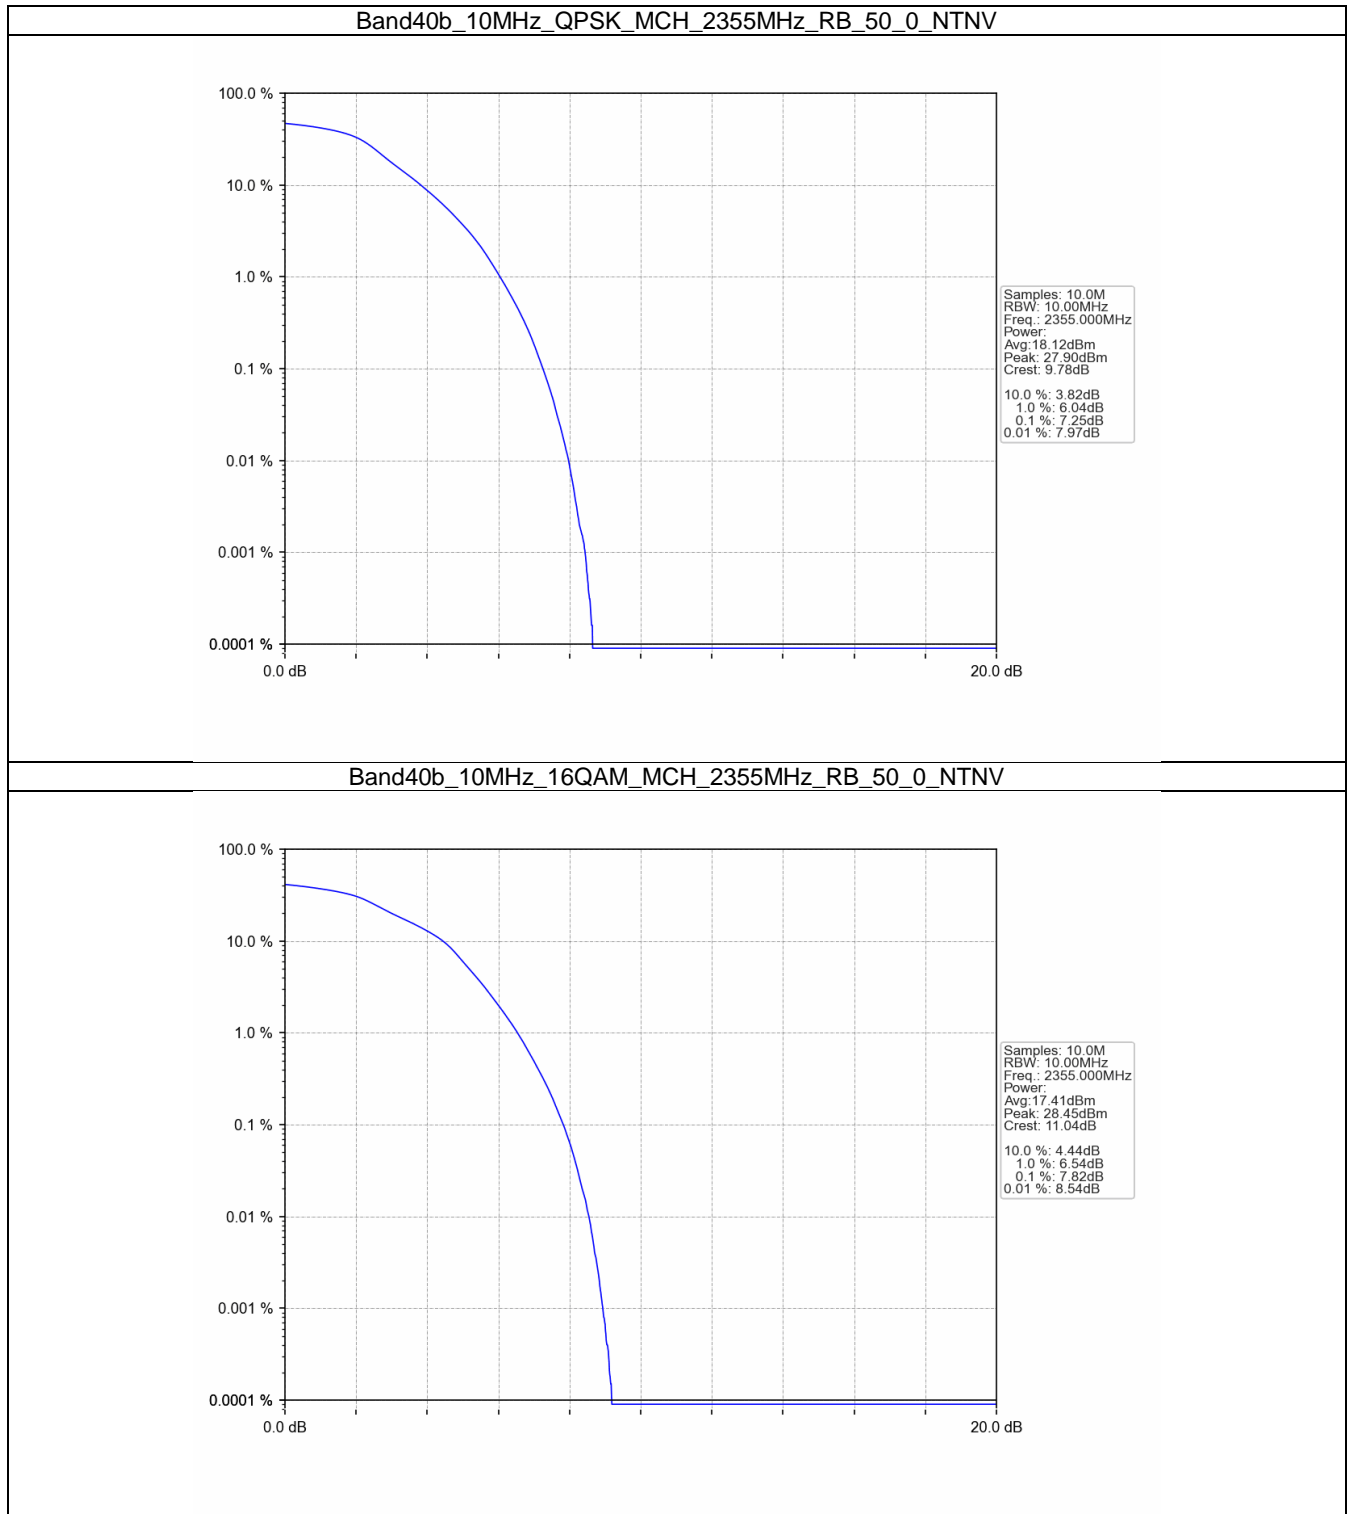 Band40b_10MHz_QPSK_MCH_2355MHz_RB_50_0_NTNV
100.0 %
10.0 %
1.0 %
0.1 %
0.01 %
0.001 %
0.0001 %
0.0 dB
20.0 dB
Samples: 10.0M
RBW: 10.00MHz
Freq.: 2355.000MHz
Power:
Avg:18.12dBm
Peak: 27.90dBm
Crest: 9.78dB
10.0 %: 3.82dB
1.0 %: 6.04dB
0.1 %: 7.25dB
0.01 %: 7.97dB
Band40b_10MHz_16QAM_MCH_2355MHz_RB_50_0_NTNV
100.0 %
10.0 %
1.0 %
0.1 %
0.01 %
0.001 %
0.0001 %
0.0 dB
20.0 dB
Samples: 10.0M
RBW: 10.00MHz
Freq.: 2355.000MHz
Power:
Avg:17.41dBm
Peak: 28.45dBm
Crest: 11.04dB
10.0 %: 4.44dB
1.0 %: 6.54dB
0.1 %: 7.82dB
0.01 %: 8.54dB